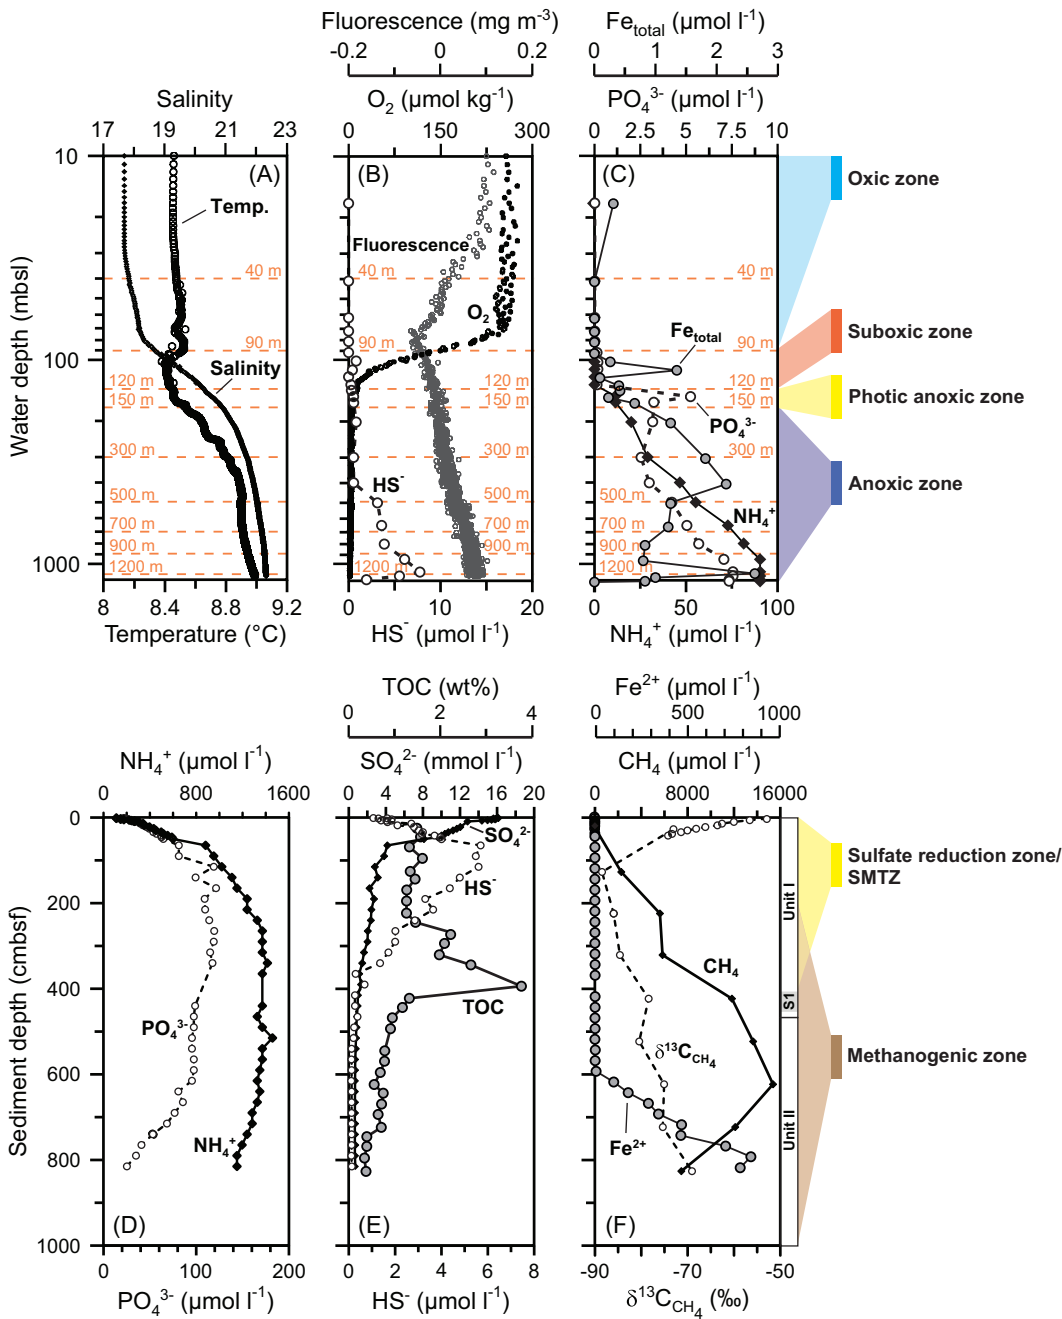 Fluorescence (mg m-3)
-0.2 0 0.2
Fetotal (µmol l-1)
0 1 2 3
Salinity
17 19 21 23
O2 (µmol kg-1)
0 150 300
PO43- (µmol l-1)
0 2.5 5 7.5 10
Water depth (mbsl)
10
100
1000
(A)
Temp.
Salinity
40 m
90 m
120 m
150 m
300 m
500 m
700 m
900 m
1200 m
8 8.4 8.8 9.2
Temperature (°C)
(B)
Fluorescence
40 m
O2
90 m
120 m
150 m
300 m
HS-
500 m
700 m
900 m
1200 m
0 10 20
HS- (µmol l-1)
(C)
40 m
Fetotal
90 m
120 m
150 m
PO43-
300 m
500 m
NH4+
700 m
900 m
1200 m
0 50 100
NH4+ (µmol l-1)
Oxic zone
Suboxic zone
Photic anoxic zone
Anoxic zone
TOC (wt%)
0 2 4
Fe2+ (µmol l-1)
0 400 1000
NH4+ (µmol l-1)
0 800 1600
SO42- (mmol l-1)
0 4 8 12 16 20
CH4 (µmol l-1)
0 7000 16000
Sediment depth (cmbsf)
0
200
400
600
800
1000
PO43-
NH4+
(D)
0 100 200
PO43- (µmol l-1)
SO42-
HS-
TOC
(E)
0 2 4 6 8
HS- (µmol l-1)
CH4
δ13CCH4
Fe2+
(F)
-90 -70 -50
δ13CCH4 (‰)
Unit I
S1
Unit II
Sulfate reduction zone/
SMTZ
Methanogenic zone